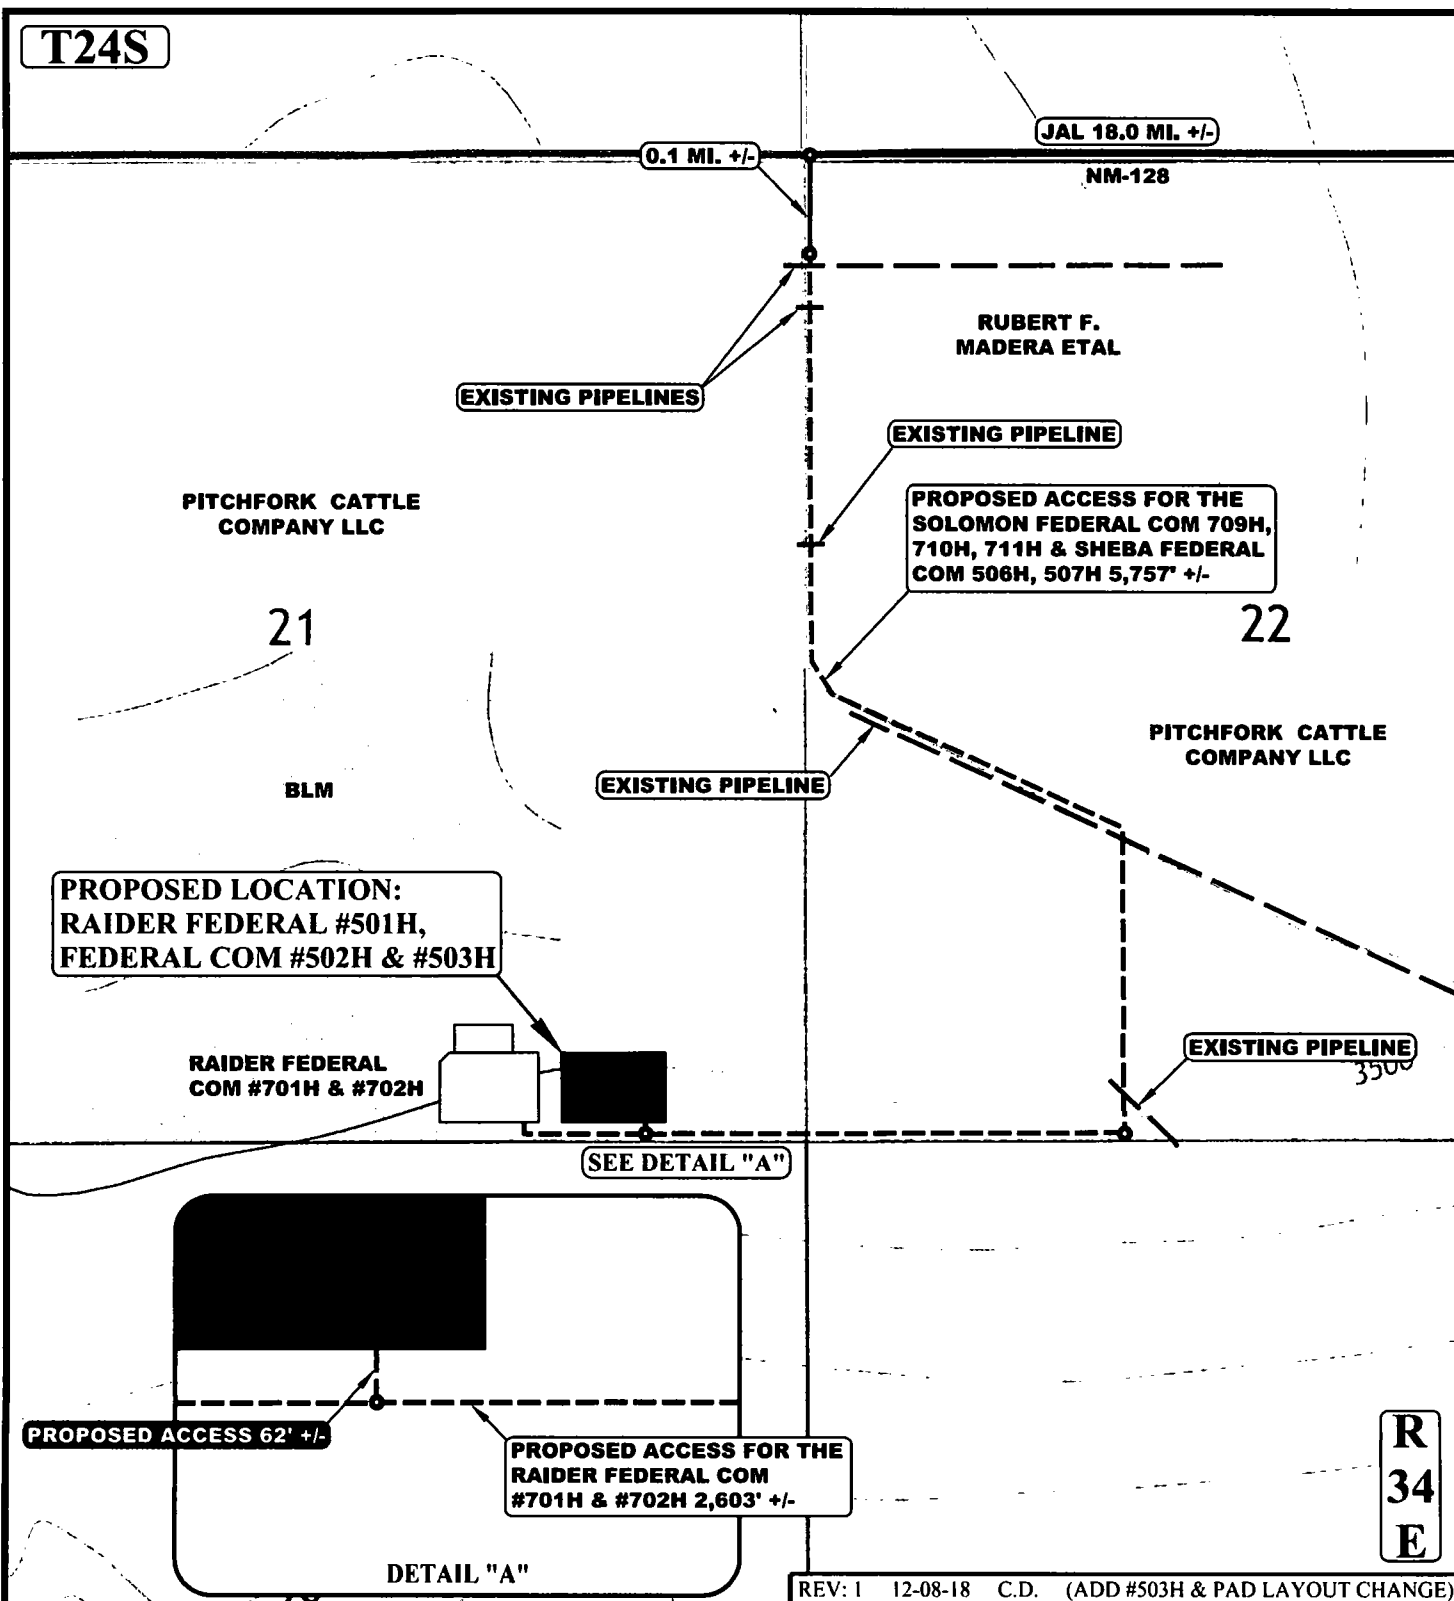 T24S
JAL 18.0 MI. +/-
0.1 MI. +/-
NM-128
RUBERT F.
MADERA ETAL
EXISTING PIPELINES
EXISTING PIPELINE
PITCHFORK CATTLE
COMPANY LLC
PROPOSED ACCESS FOR THE
SOLOMON FEDERAL COM 709H,
710H, 711H & SHEBA FEDERAL
COM 506H, 507H 5,757' +/-
21
22
PITCHFORK CATTLE
COMPANY LLC
EXISTING PIPELINE
BLM
PROPOSED LOCATION:
RAIDER FEDERAL #501H,
FEDERAL COM #502H & #503H
RAIDER FEDERAL
COM #701H & #702H
EXISTING PIPELINE
3500
SEE DETAIL "A"
PROPOSED ACCESS 62' +/-
PROPOSED ACCESS FOR THE
RAIDER FEDERAL COM
#701H & #702H 2,603' +/-
DETAIL "A"
R
34
E
REV: 1 12-08-18 C.D. (ADD #503H & PAD LAYOUT CHANGE)